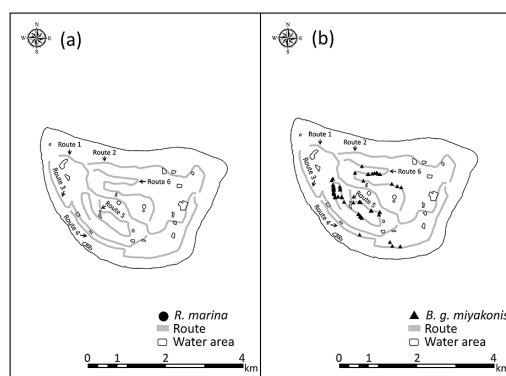 N
W E
S
(a)
Route 1
Route 2
Route 6
Route 3
Route 5
Route 4
R. marina
Route
Water area
0 1 2 4
km
N
W E
S
(b)
Route 1
Route 2
Route 6
Route 3
Route 5
Route 4
B. g. miyakonis
Route
Water area
0 1 2 4
km